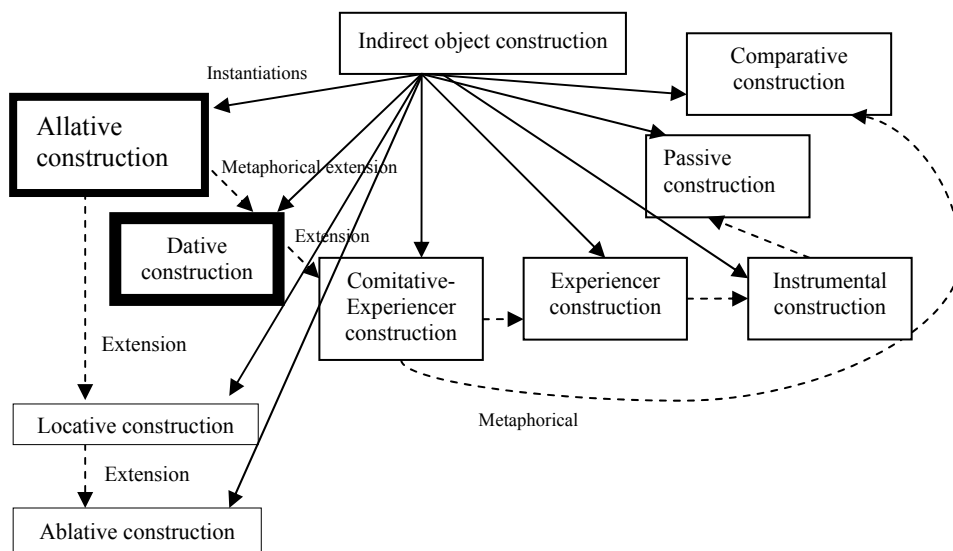 Indirect object construction
Comparative
construction
Instantiations
Allative
construction
Passive
construction
Metaphorical extension
Dative
construction
Extension
Comitative-
Experiencer
construction
Experiencer
construction
Instrumental
construction
Extension
Locative construction
Metaphorical
Extension
Ablative construction